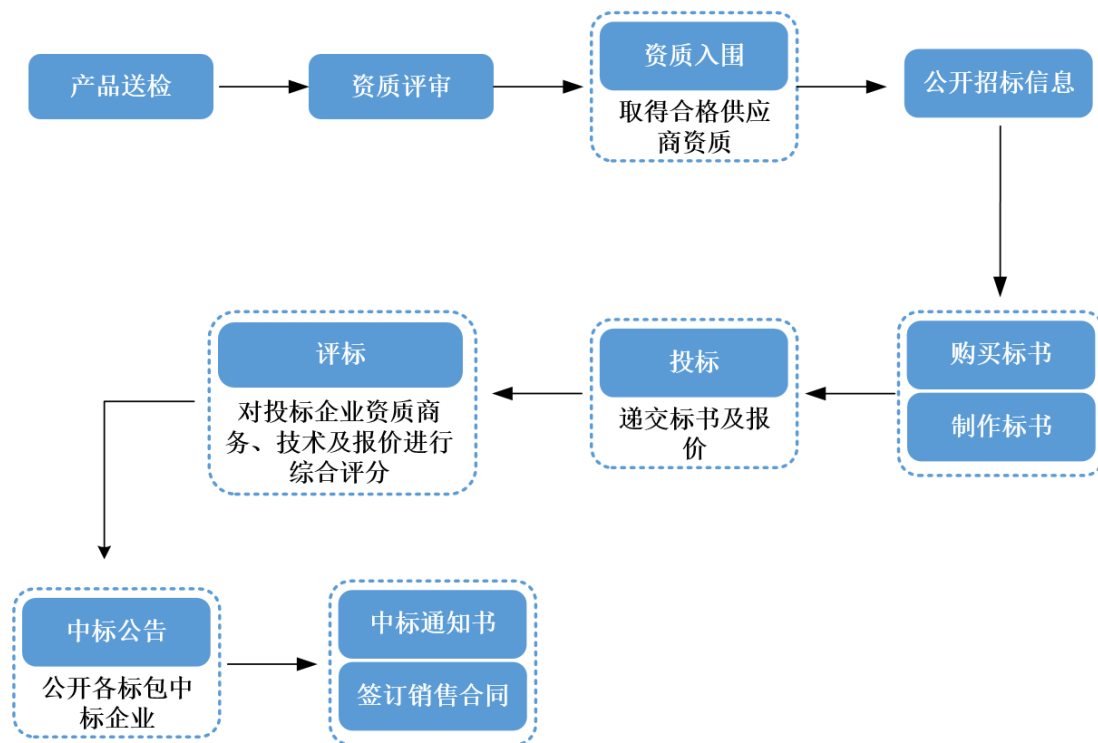 产品送检
资质评审
资质入围
取得合格供应
商资质
公开招标信息
购买标书
制作标书
投标
递交标书及报
价
评标
对投标企业资质商
务、技术及报价进行
综合评分
中标公告
公开各标包中
标企业
中标通知书
签订销售合同